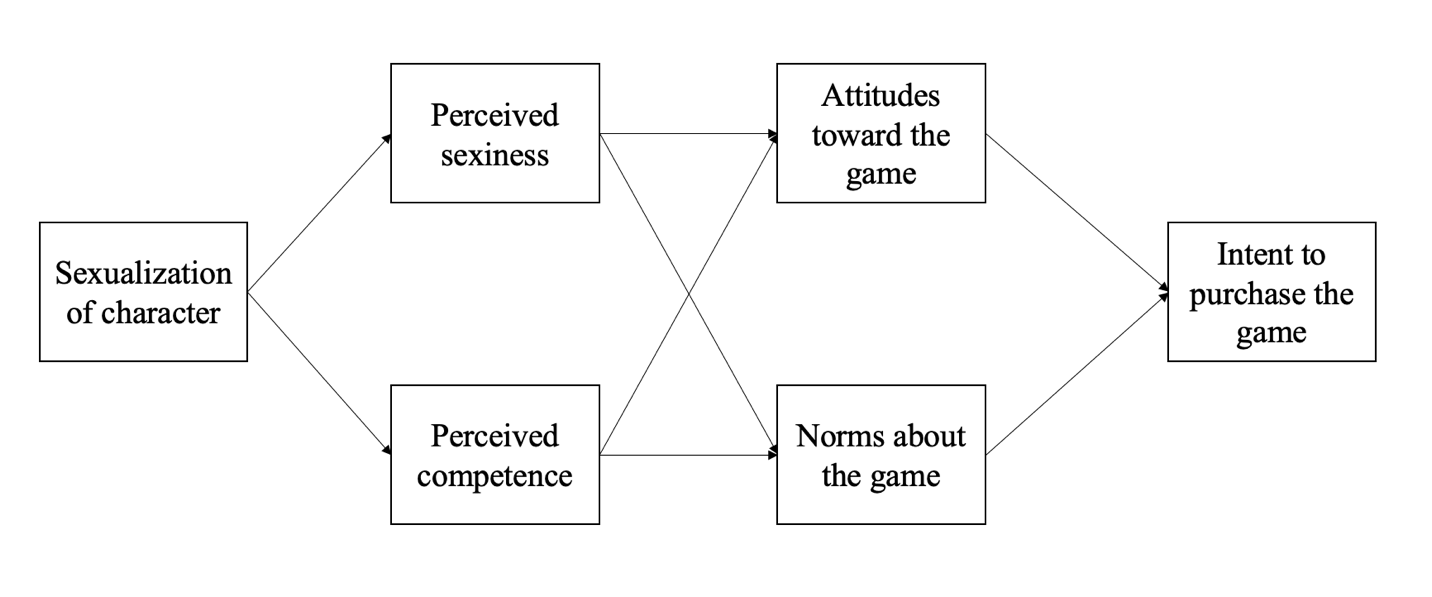 Sexualization
of character
Perceived
sexiness
Perceived
competence
Attitudes
toward the
game
Norms about
the game
Intent to
purchase the
game